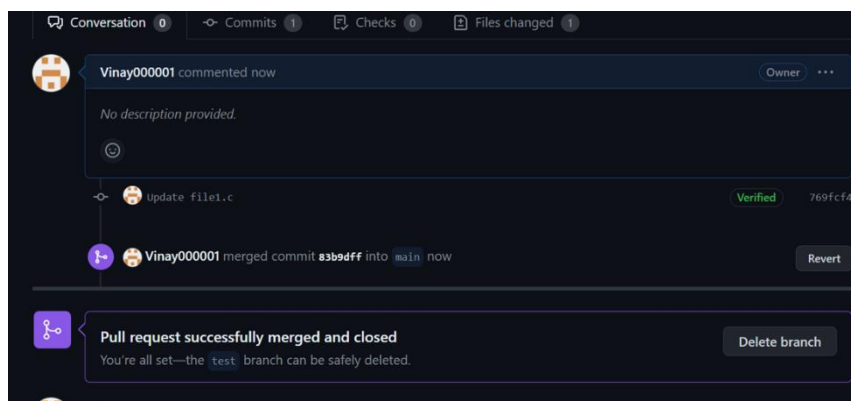 Conversation 0 Commits 1 Checks 0 Files changed 1
Vinay000001 commented now Owner
No description provided.
Update file1.c Verified 769fcf4
Vinay000001 merged commit 83b9dff into main now Revert
Pull request successfully merged and closed
You're all set—the test branch can be safely deleted. Delete branch